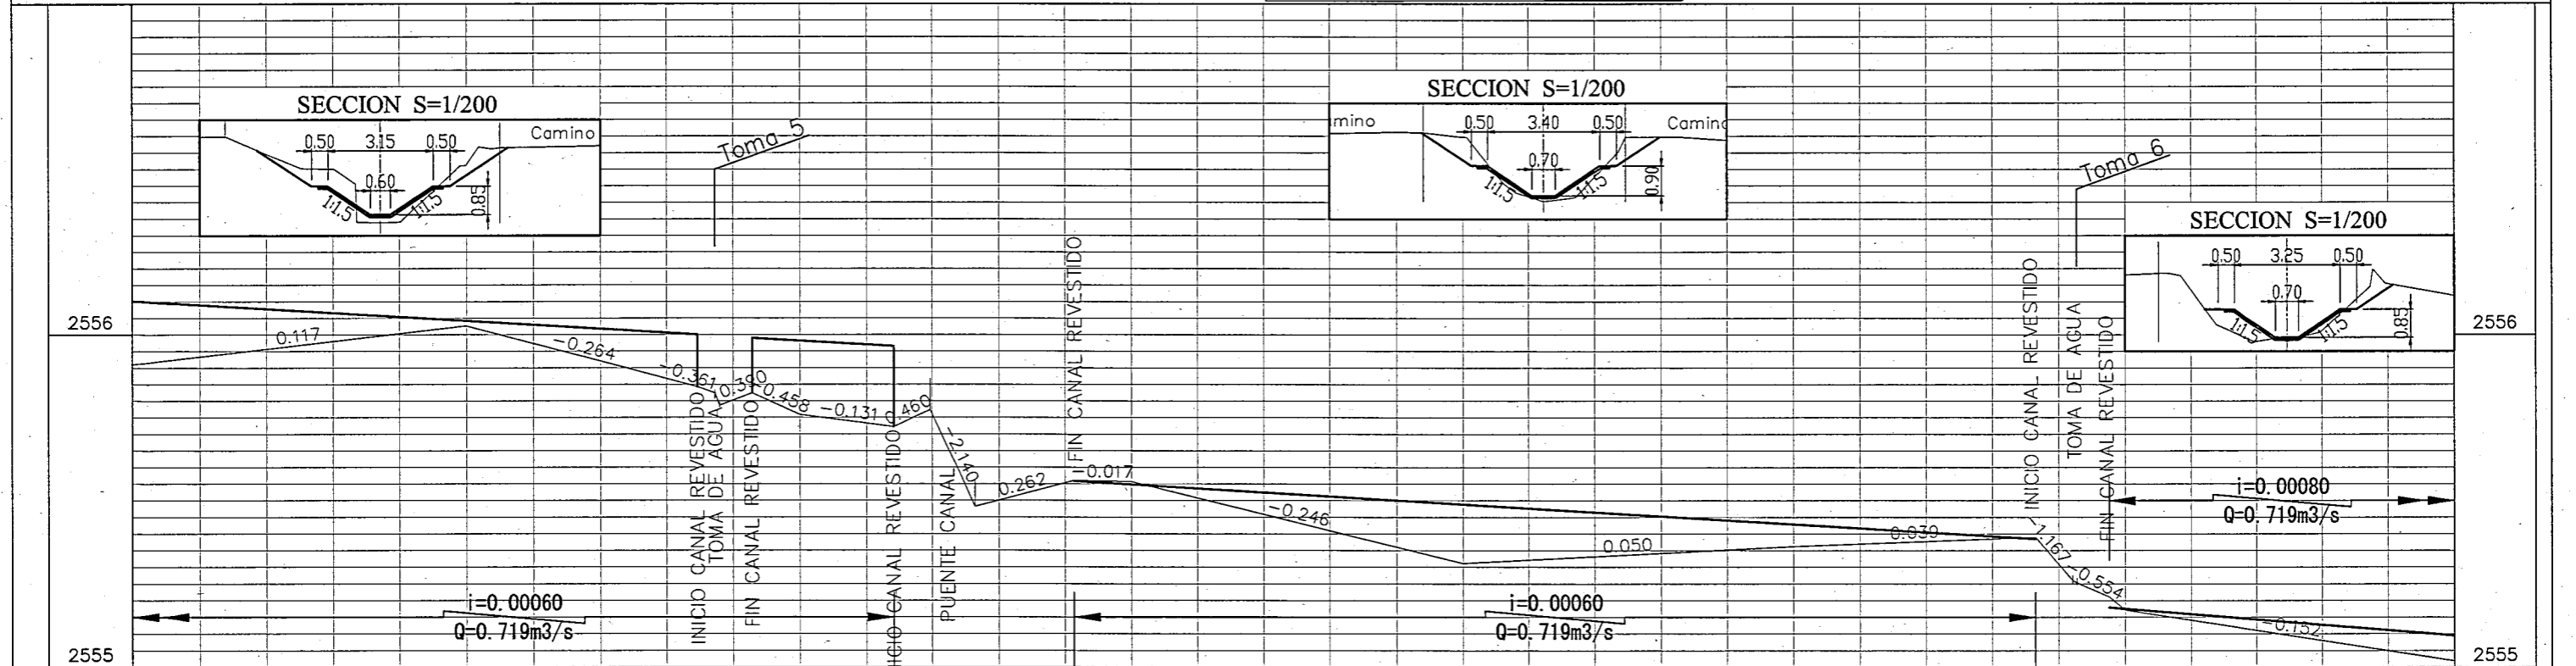 SECCION S=1/200
0.50 3.15 0.50
Camino
0.60
1:1.5
1:1.5
0.85
Toma 5
SECCION S=1/200
mino
0.50 3.40 0.50
Camino
0.70
1:1.5
1:1.5
0.90
Toma 6
SECCION S=1/200
0.50 3.25 0.50
0.70
1:1.5
1:1.5
0.85
2556
2556
0.117
-0.264
-0.361
0.390
-0.458
-0.131
0.460
-2.140
0.262
-0.017
-0.246
0.050
0.039
-1.167
-0.554
-0.152
INICIO CANAL REVESTIDO
TOMA DE AGUA
FIN CANAL REVESTIDO
ICIO CANAL REVESTIDO
PUENTE CANAL
FIN CANAL REVESTIDO
INICIO CANAL REVESTIDO
TOMA DE AGUA
FIN CANAL REVESTIDO
i=0.00060
Q=0.719m3/s
i=0.00060
Q=0.719m3/s
i=0.00080
Q=0.719m3/s
2555
2555